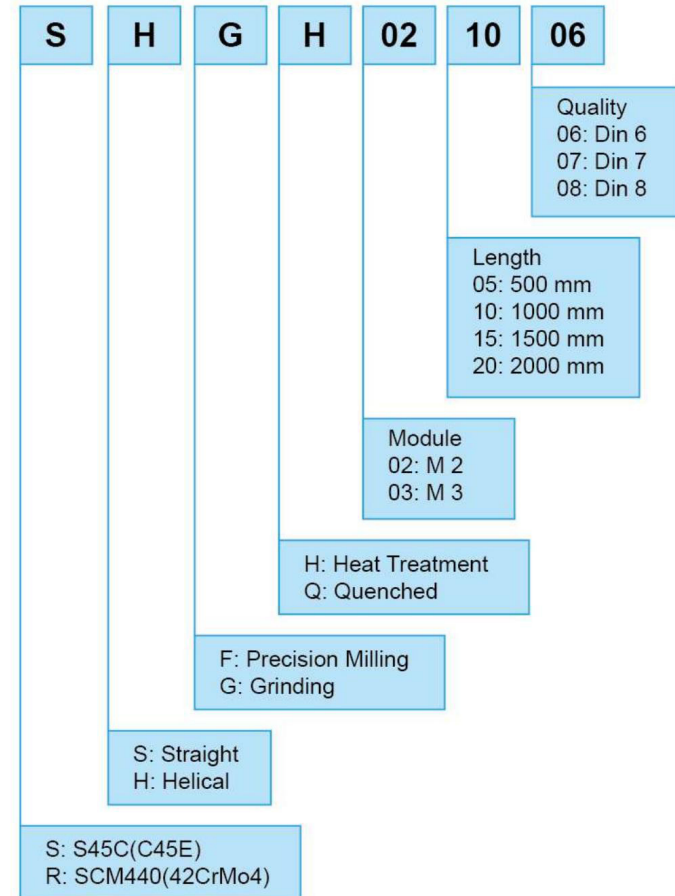 S H G H 02 10 06
Quality
06: Din 6
07: Din 7
08: Din 8
Length
05: 500 mm
10: 1000 mm
15: 1500 mm
20: 2000 mm
Module
02: M 2
03: M 3
H: Heat Treatment
Q: Quenched
F: Precision Milling
G: Grinding
S: Straight
H: Helical
S: S45C(C45E)
R: SCM440(42CrMo4)